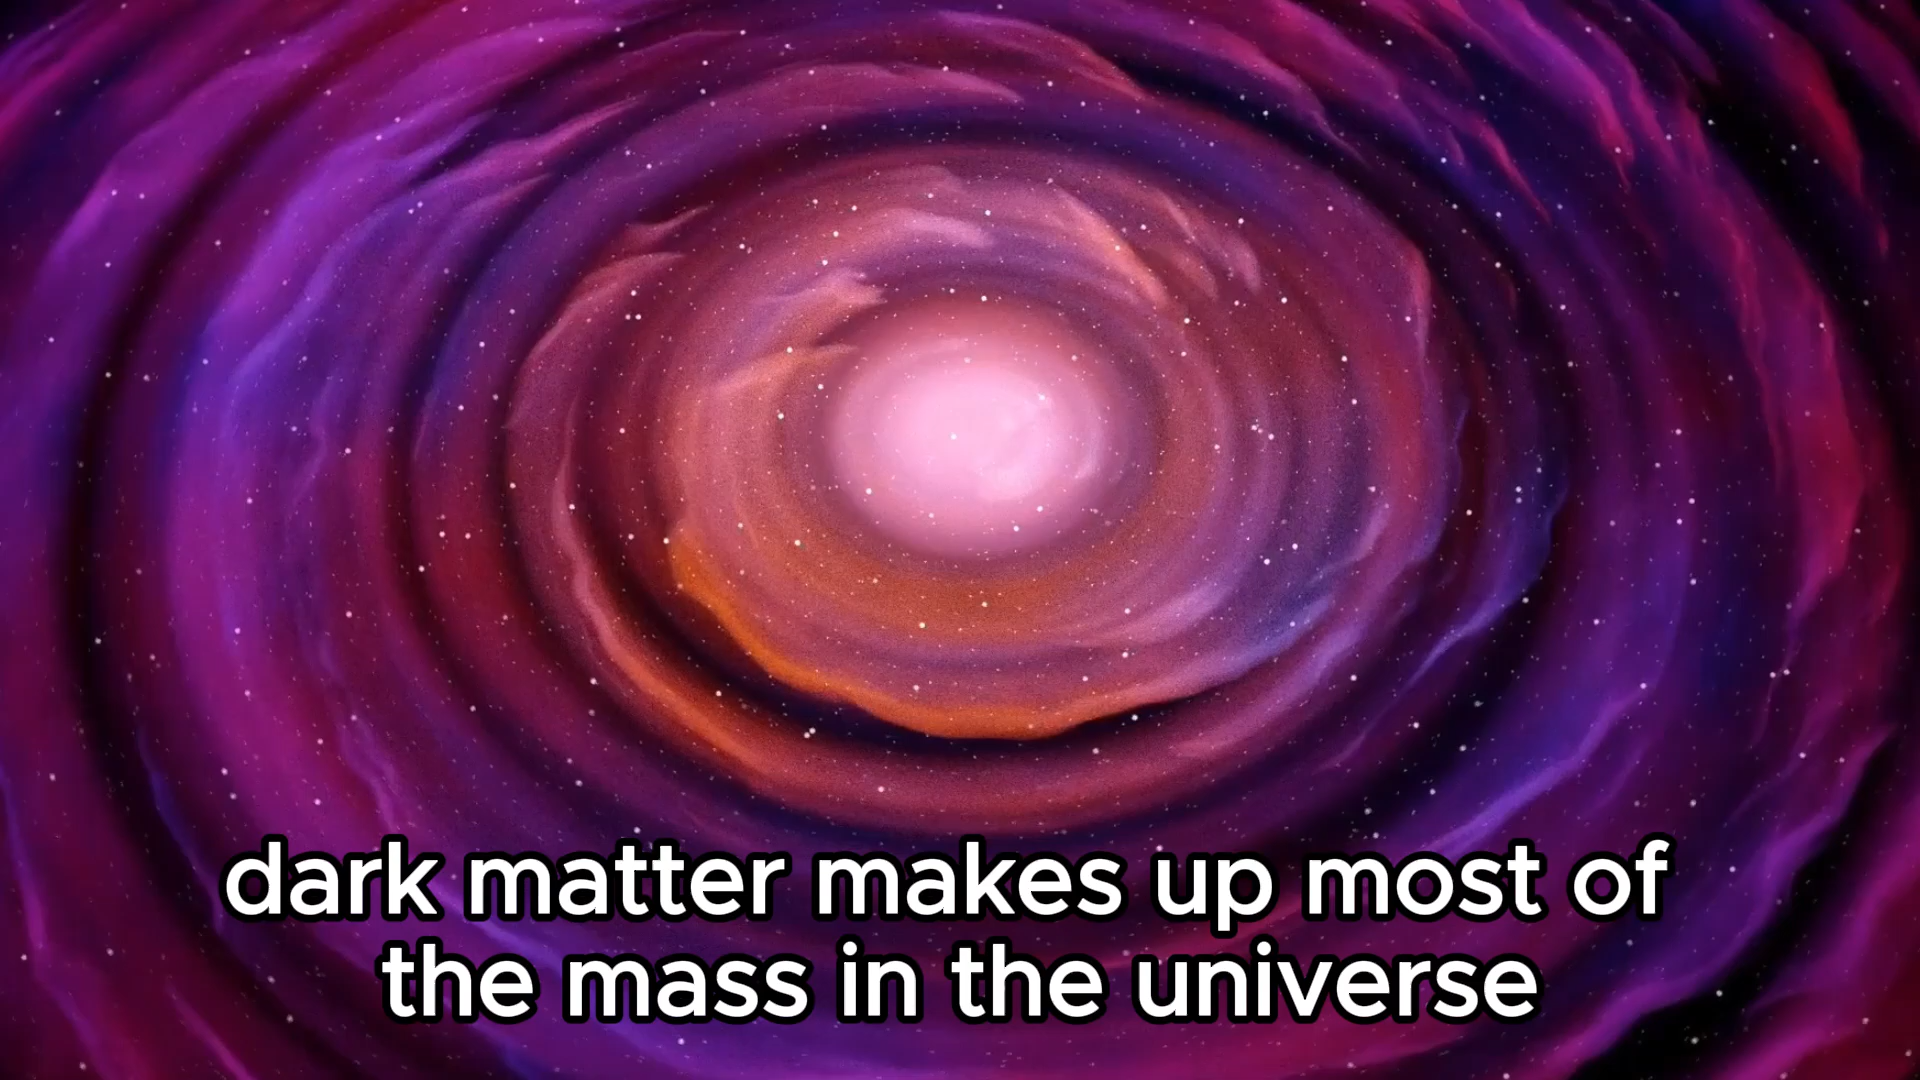 dark matter makes up most of
the mass in the universe